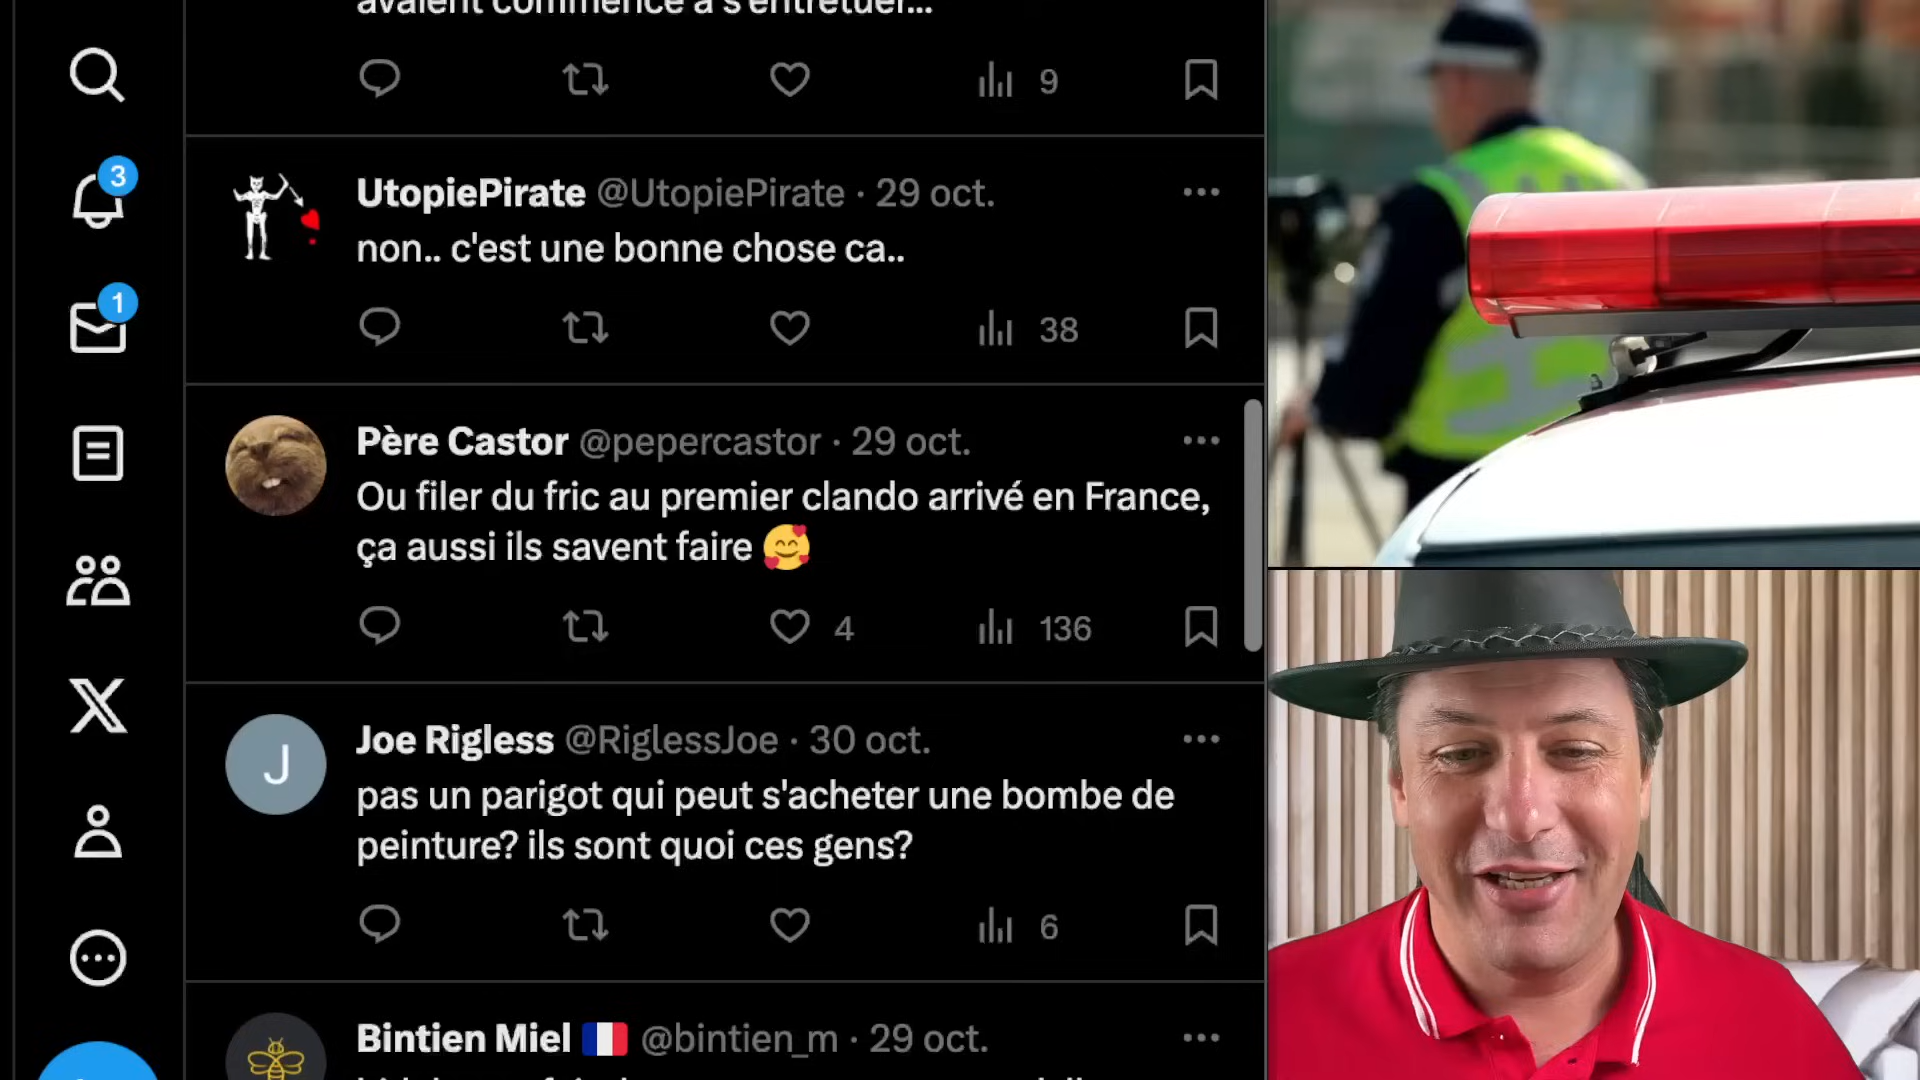 avaient commencé à s'entretuer...
9
3
UtopiePirate @UtopiePirate · 29 oct.
non.. c'est une bonne chose ca..
38
1
Père Castor @pepercastor · 29 oct.
Ou filer du fric au premier clando arrivé en France,
ça aussi ils savent faire 🥰
4 136
Joe Rigless @RiglessJoe · 30 oct.
J
pas un parigot qui peut s'acheter une bombe de
peinture? ils sont quoi ces gens?
6
Bintien Miel 🇫🇷 @bintien_m · 29 oct.